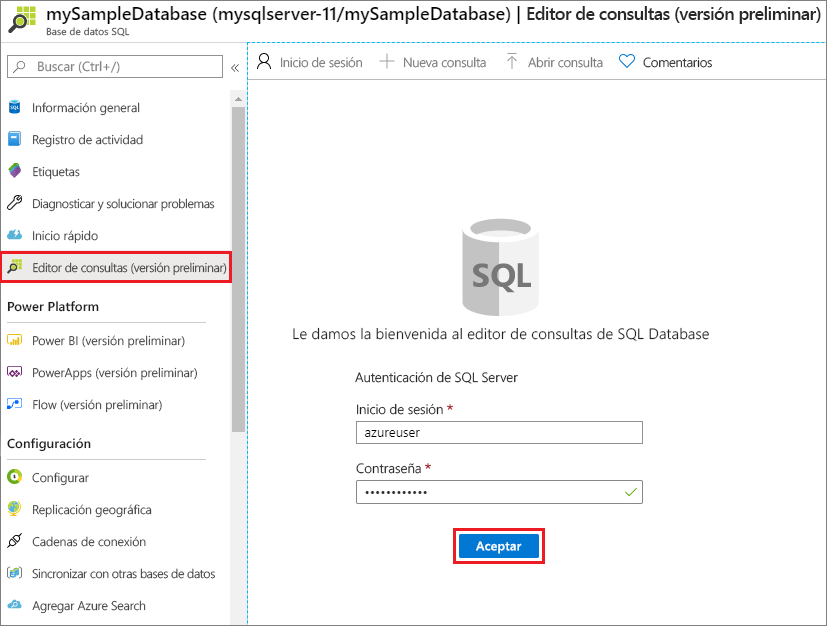 mySampleDatabase (mysqlserver-11/mySampleDatabase) | Editor de consultas (versión preliminar)
Base de datos SQL
Buscar (Ctrl+/)
«
Inicio de sesión
Nueva consulta
Abrir consulta
Comentarios
SQL
Información general
Registro de actividad
Etiquetas
Diagnosticar y solucionar problemas
Inicio rápido
Editor de consultas (versión preliminar)
Power Platform
Power BI (versión preliminar)
PowerApps (versión preliminar)
Flow (versión preliminar)
Configuración
Configurar
Replicación geográfica
Cadenas de conexión
Sincronizar con otras bases de datos
Agregar Azure Search
SQL
Le damos la bienvenida al editor de consultas de SQL Database
Autenticación de SQL Server
Inicio de sesión *
azureuser
Contraseña *
••••••••••••
Aceptar